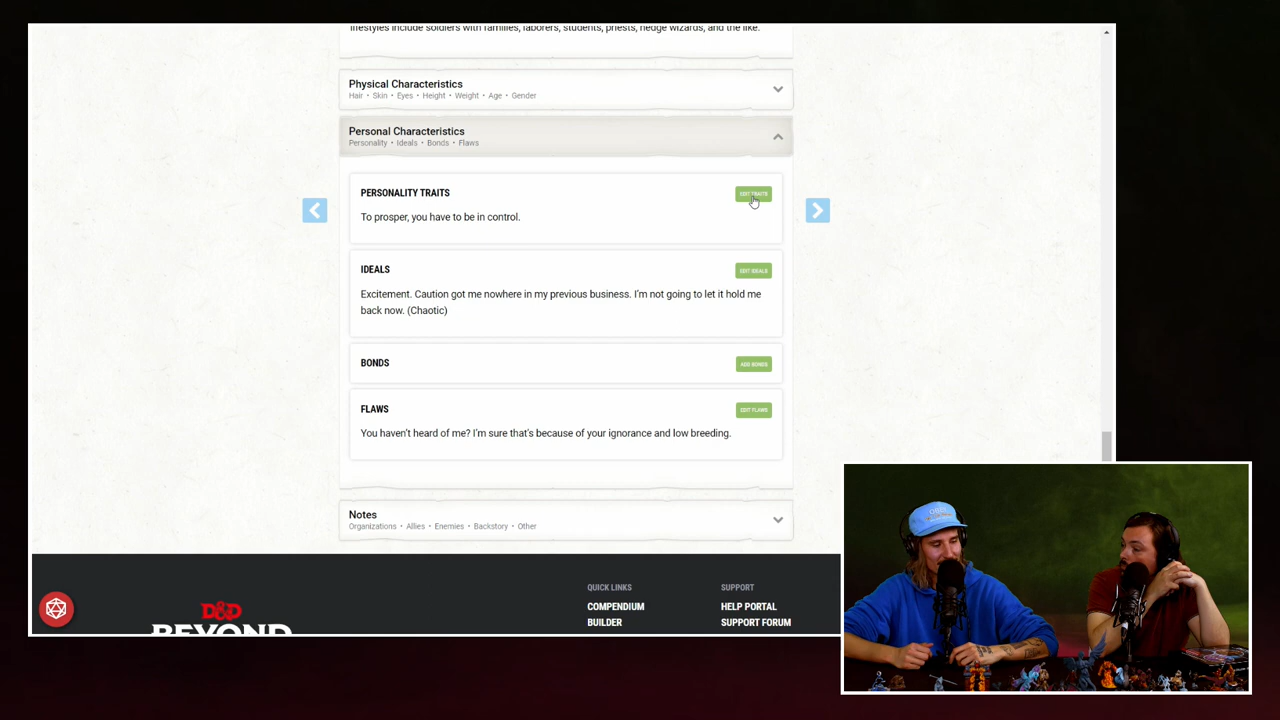 lifestyles include soldiers with families, laborers, students, priests, hedge wizards, and the like.
Physical Characteristics
Hair • Skin • Eyes • Height • Weight • Age • Gender
Personal Characteristics
Personality • Ideals • Bonds • Flaws
PERSONALITY TRAITS
EDIT TRAITS
To prosper, you have to be in control.
IDEALS
EDIT IDEALS
Excitement. Caution got me nowhere in my previous business. I'm not going to let it hold me
back now. (Chaotic)
BONDS
ADD BONDS
FLAWS
EDIT FLAWS
You haven't heard of me? I'm sure that's because of your ignorance and low breeding.
Notes
Organizations • Allies • Enemies • Backstory • Other
D&D
BEYOND
QUICK LINKS
COMPENDIUM
BUILDER
SUPPORT
HELP PORTAL
SUPPORT FORUM